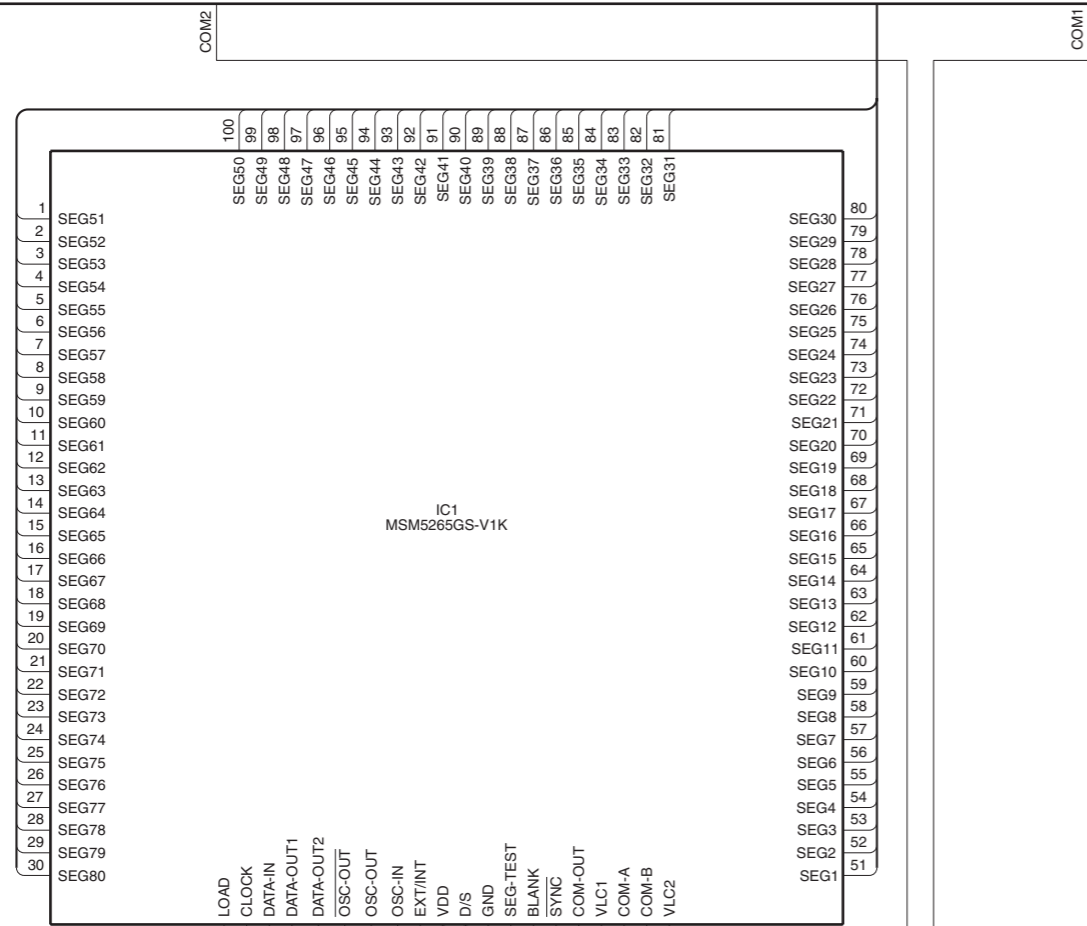 COM2
COM1
100
99
98
97
96
95
94
93
92
91
90
89
88
87
86
85
84
83
82
81
SEG50
SEG49
SEG48
SEG47
SEG46
SEG45
SEG44
SEG43
SEG42
SEG41
SEG40
SEG39
SEG38
SEG37
SEG36
SEG35
SEG34
SEG33
SEG32
SEG31
1 SEG51
2 SEG52
3 SEG53
4 SEG54
5 SEG55
6 SEG56
7 SEG57
8 SEG58
9 SEG59
10 SEG60
11 SEG61
12 SEG62
13 SEG63
14 SEG64
15 SEG65
16 SEG66
17 SEG67
18 SEG68
19 SEG69
20 SEG70
21 SEG71
22 SEG72
23 SEG73
24 SEG74
25 SEG75
26 SEG76
27 SEG77
28 SEG78
29 SEG79
30 SEG80
IC1
MSM5265GS-V1K
SEG30 80
SEG29 79
SEG28 78
SEG27 77
SEG26 76
SEG25 75
SEG24 74
SEG23 73
SEG22 72
SEG21 71
SEG20 70
SEG19 69
SEG18 68
SEG17 67
SEG16 66
SEG15 65
SEG14 64
SEG13 63
SEG12 62
SEG11 61
SEG10 60
SEG9 59
SEG8 58
SEG7 57
SEG6 56
SEG5 55
SEG4 54
SEG3 53
SEG2 52
SEG1 51
LOAD
CLOCK
DATA-IN
DATA-OUT1
DATA-OUT2
OSC-OUT
OSC-OUT
OSC-IN
EXT/INT
VDD
D/S
GND
SEG-TEST
BLANK
SYNC
COM-OUT
VLC1
COM-A
COM-B
VLC2